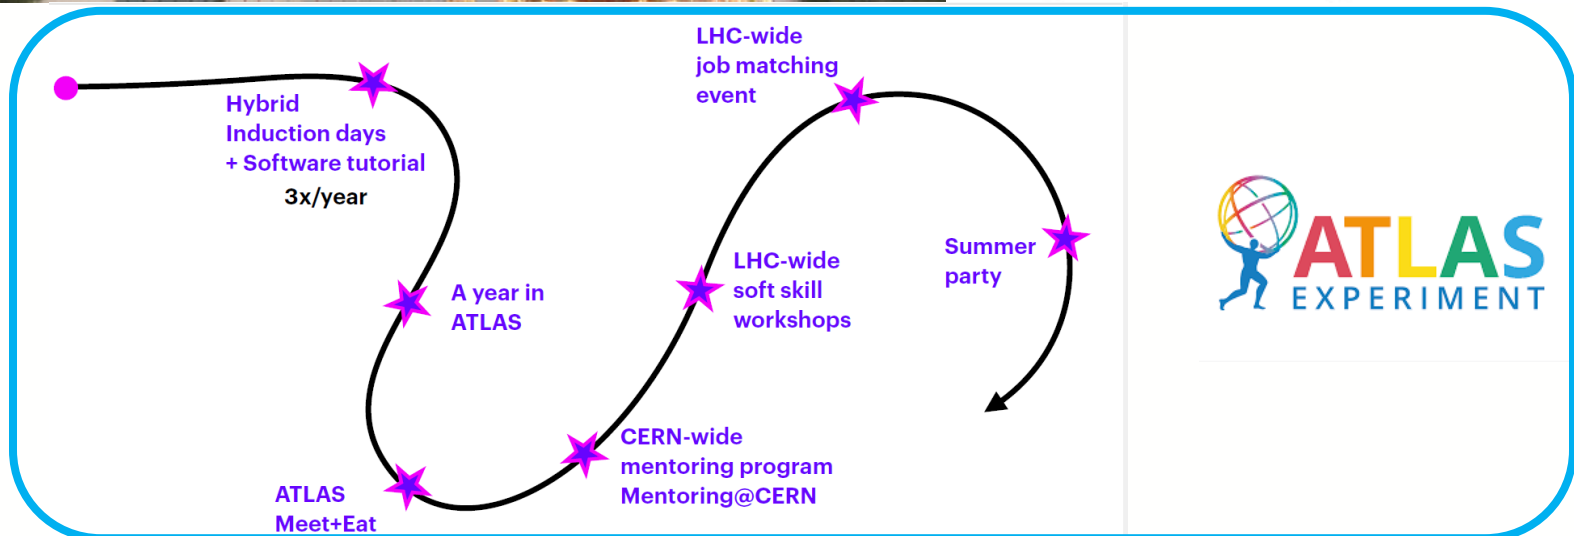 Hybrid
Induction days
+ Software tutorial
3x/year
A year in
ATLAS
ATLAS
Meet+Eat
CERN-wide
mentoring program
Mentoring@CERN
LHC-wide
soft skill
workshops
LHC-wide
job matching
event
Summer
party
ATLAS
EXPERIMENT